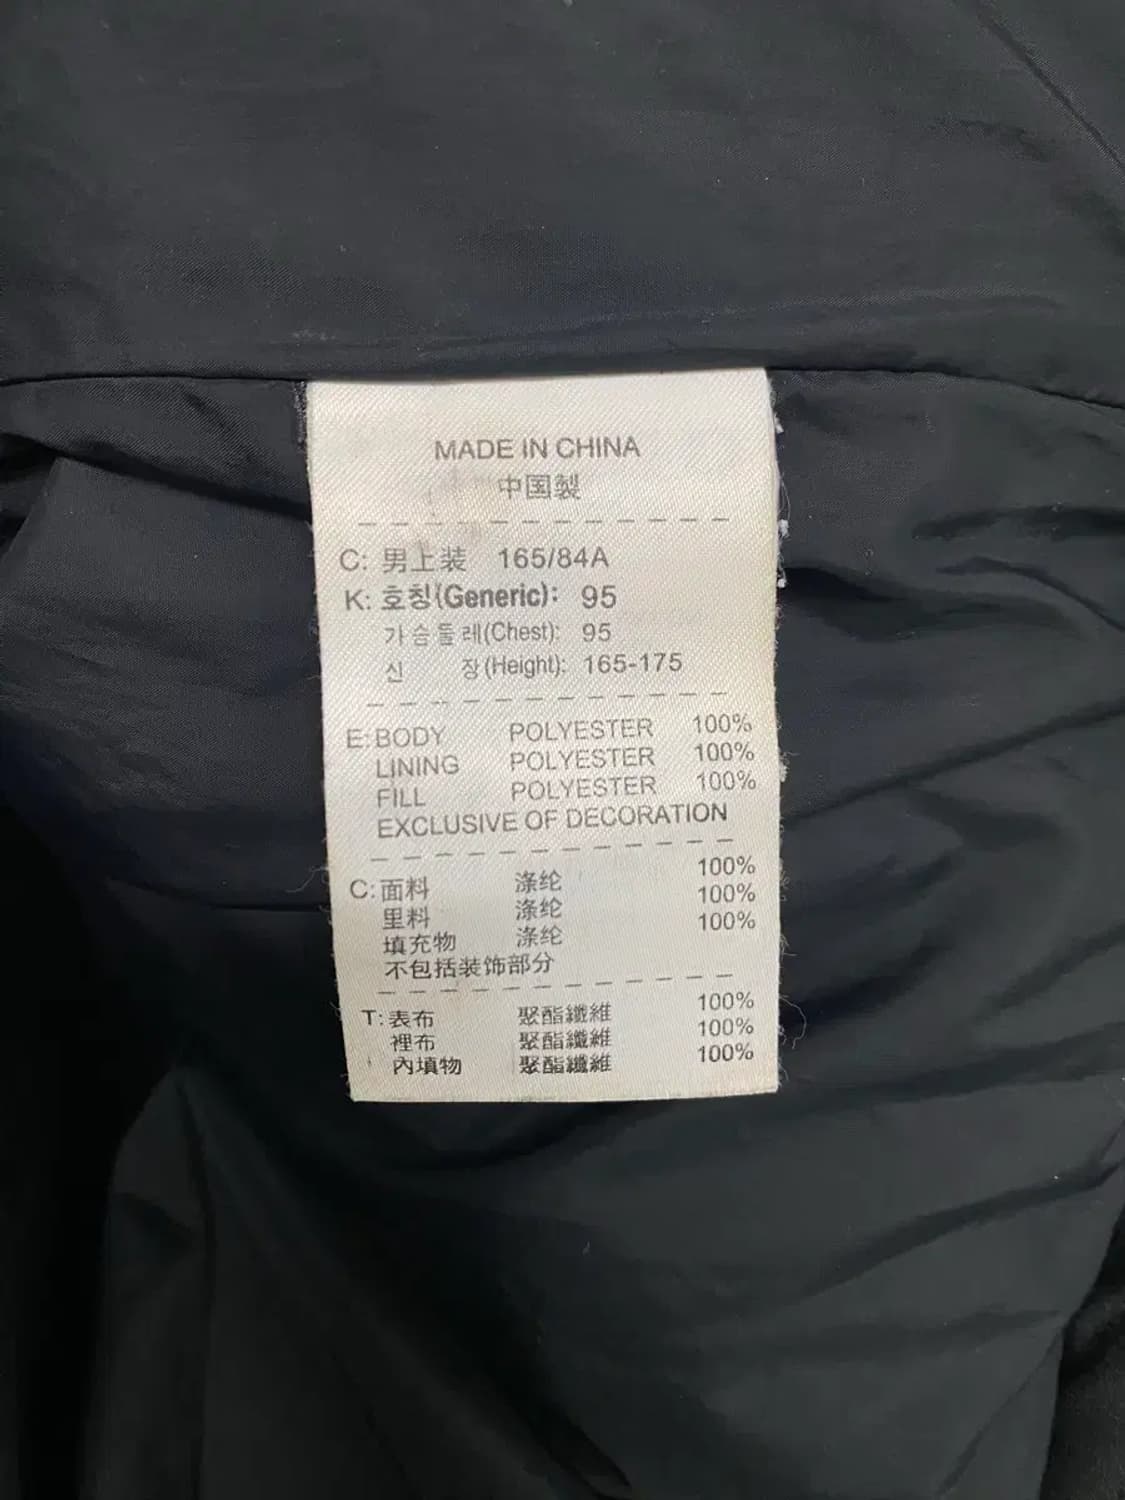 MADE IN CHINA
中国製
C: 男上装 165/84A
K: 호칭(Generic): 95
가슴둘레(Chest): 95
신 장(Height): 165-175
E: BODY POLYESTER 100%
LINING POLYESTER 100%
FILL POLYESTER 100%
EXCLUSIVE OF DECORATION
C: 面料 涤纶 100%
里料 涤纶 100%
填充物 涤纶 100%
不包括装饰部分
T: 表布 聚酯纖維 100%
裡布 聚酯纖維 100%
內填物 聚酯纖維 100%